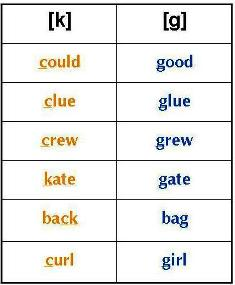 [k] [g]
could good
clue glue
crew grew
kate gate
back bag
curl girl